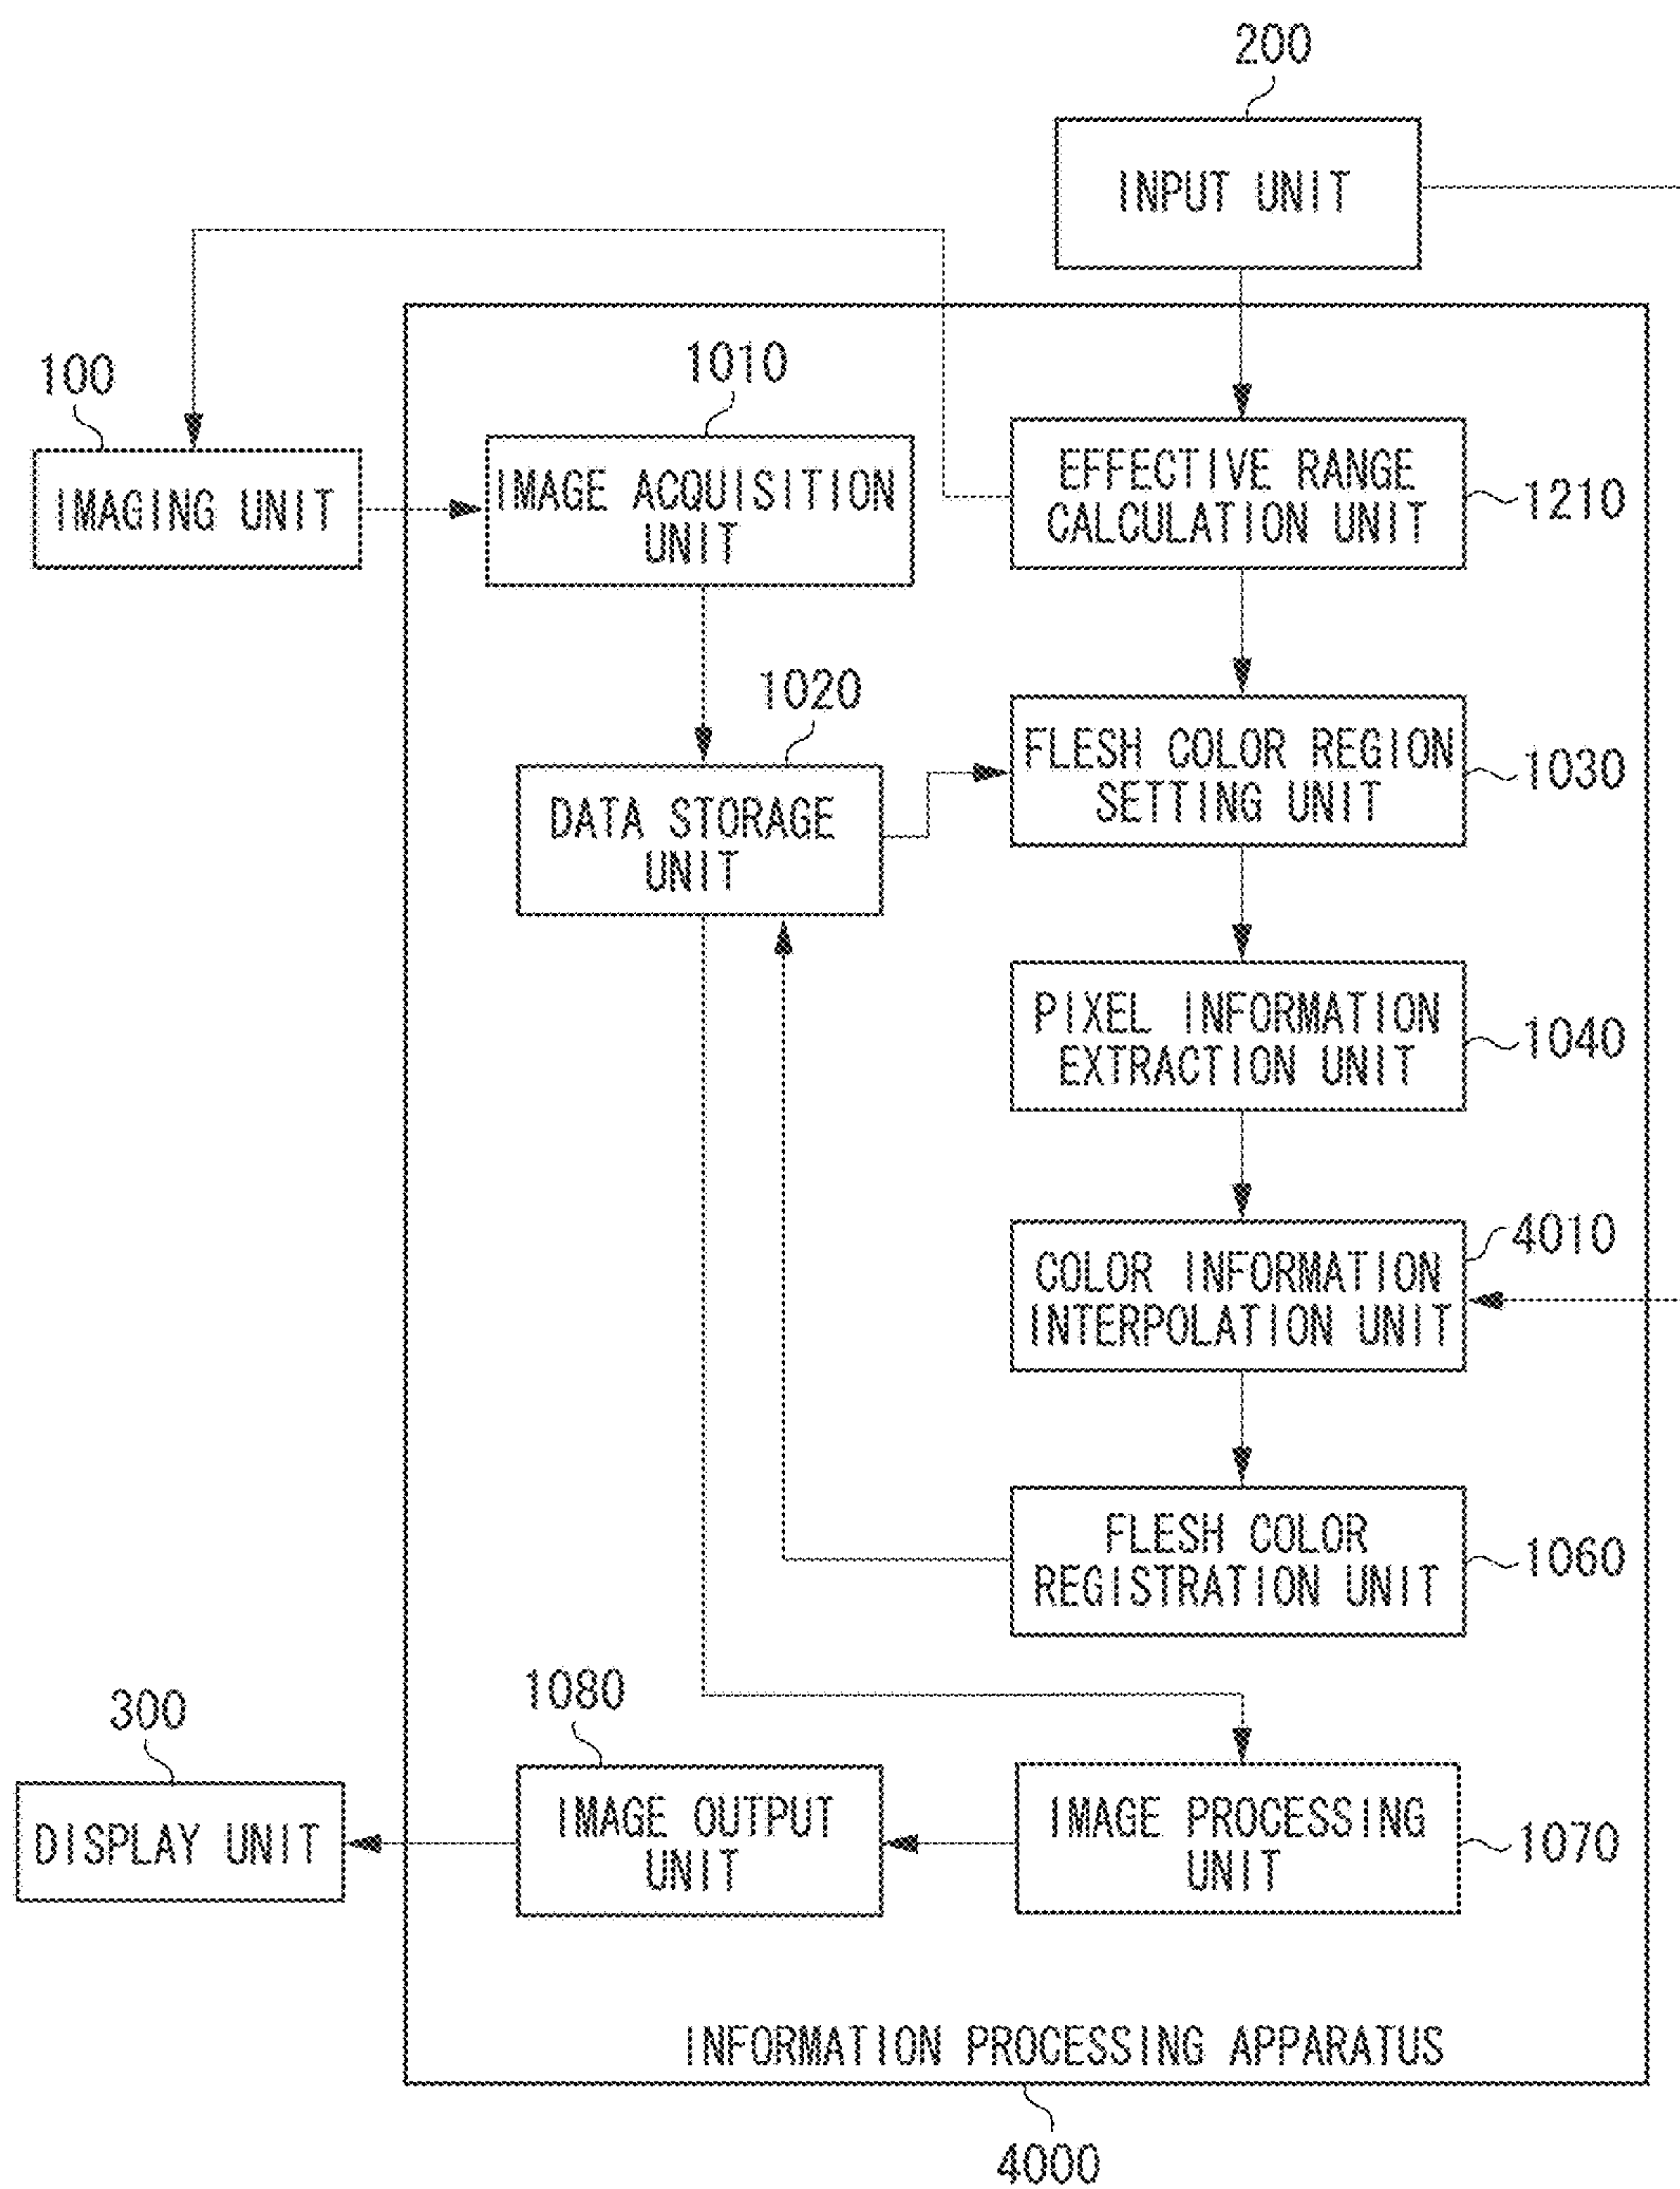 200
INPUT UNIT
100
IMAGING UNIT
1010
IMAGE ACQUISITION
UNIT
EFFECTIVE RANGE
CALCULATION UNIT
1210
1020
DATA STORAGE
UNIT
FLESH COLOR REGION
SETTING UNIT
1030
PIXEL INFORMATION
EXTRACTION UNIT
1040
COLOR INFORMATION
INTERPOLATION UNIT
4010
FLESH COLOR
REGISTRATION UNIT
1060
300
DISPLAY UNIT
1080
IMAGE OUTPUT
UNIT
IMAGE PROCESSING
UNIT
1070
INFORMATION PROCESSING APPARATUS
4000